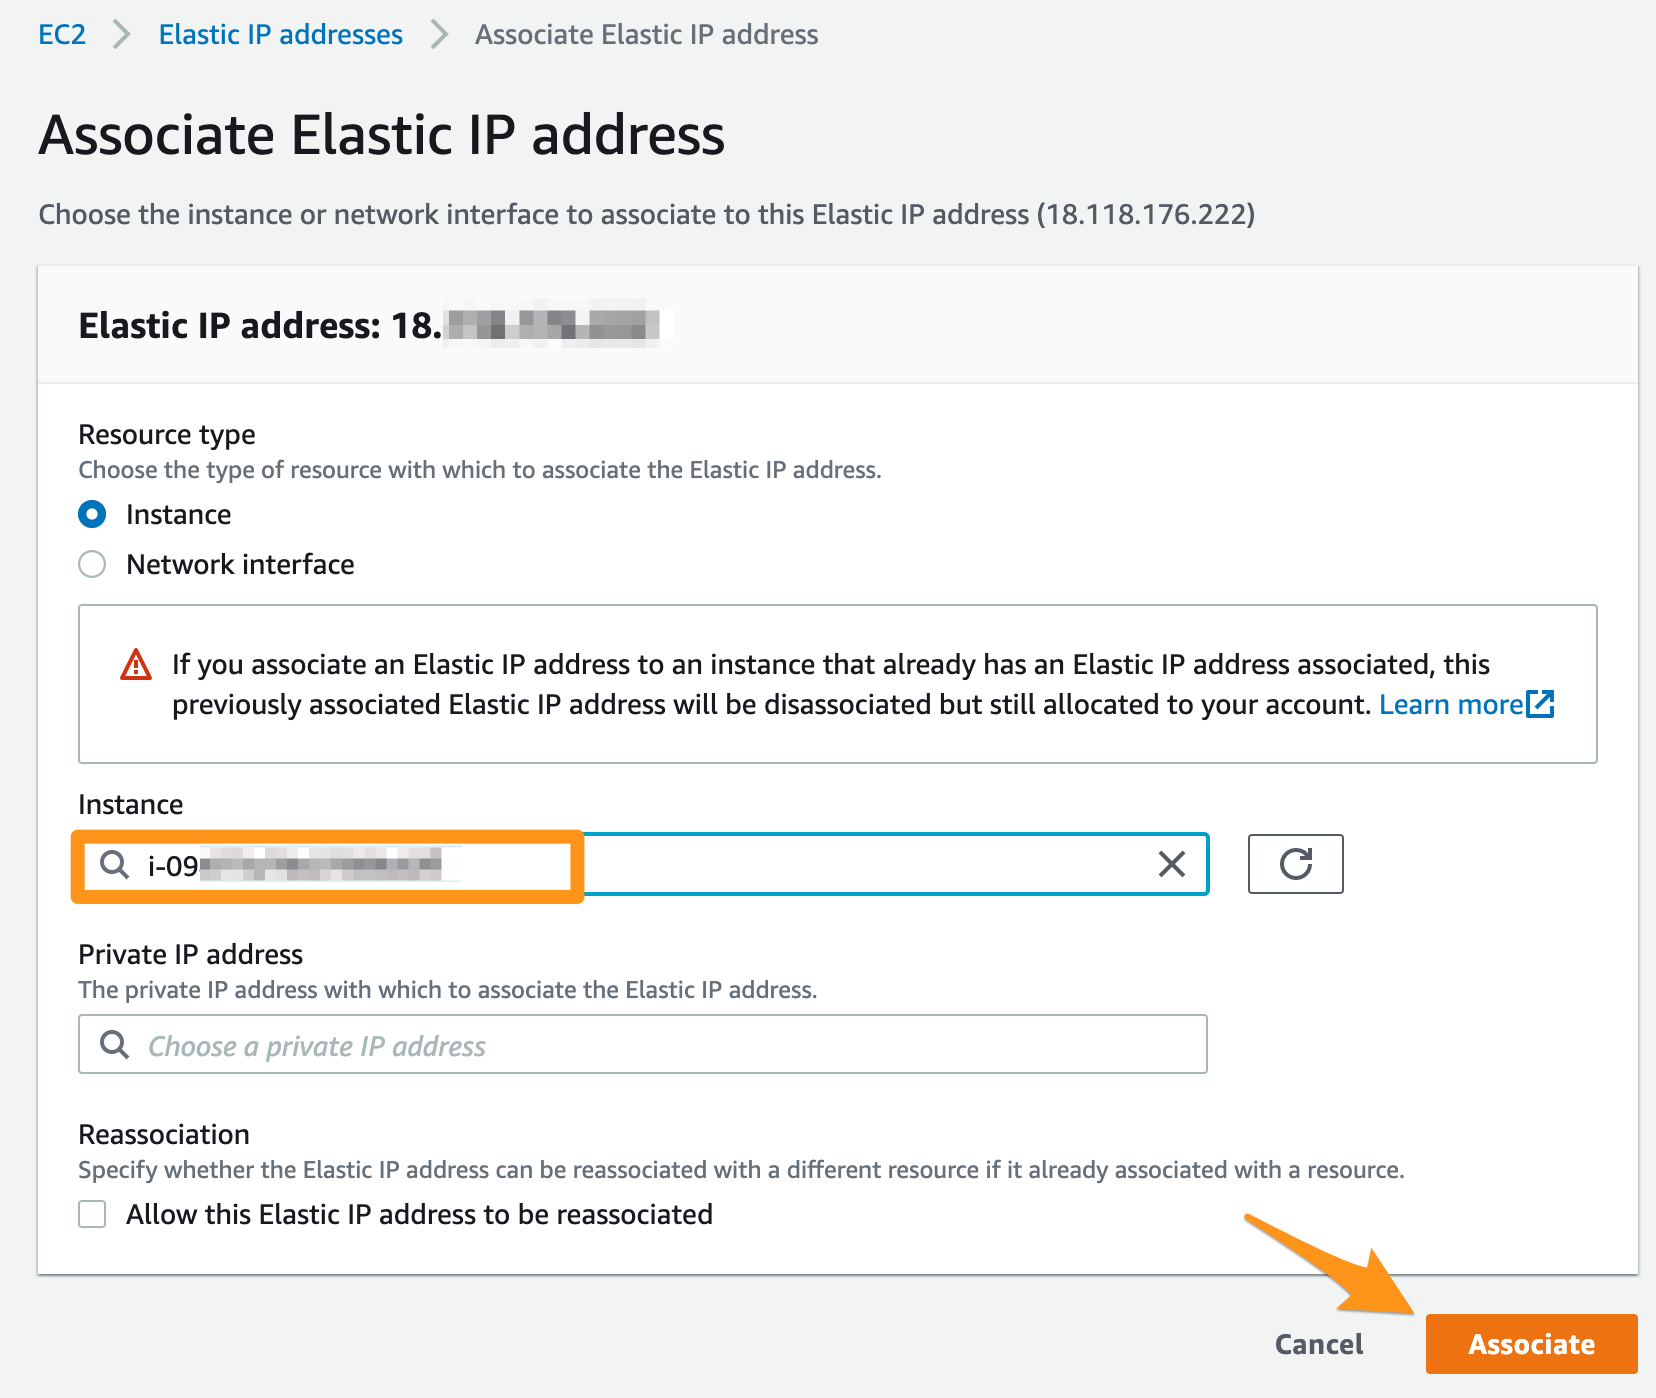 EC2 > Elastic IP addresses > Associate Elastic IP address
Associate Elastic IP address
Choose the instance or network interface to associate to this Elastic IP address (18.118.176.222)
Elastic IP address: 18.
Resource type
Choose the type of resource with which to associate the Elastic IP address.
Instance
Network interface
If you associate an Elastic IP address to an instance that already has an Elastic IP address associated, this
previously associated Elastic IP address will be disassociated but still allocated to your account. Learn more
Instance
i-09
Private IP address
The private IP address with which to associate the Elastic IP address.
Choose a private IP address
Reassociation
Specify whether the Elastic IP address can be reassociated with a different resource if it already associated with a resource.
Allow this Elastic IP address to be reassociated
Cancel
Associate